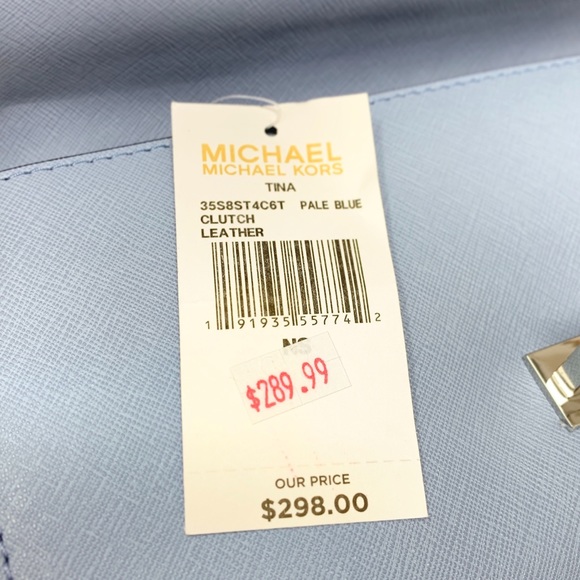 MICHAEL
MICHAEL KORS
TINA
35S8ST4C6T PALE BLUE
CLUTCH
LEATHER
1 91935 55774 2
NS
$289.99
OUR PRICE
$298.00